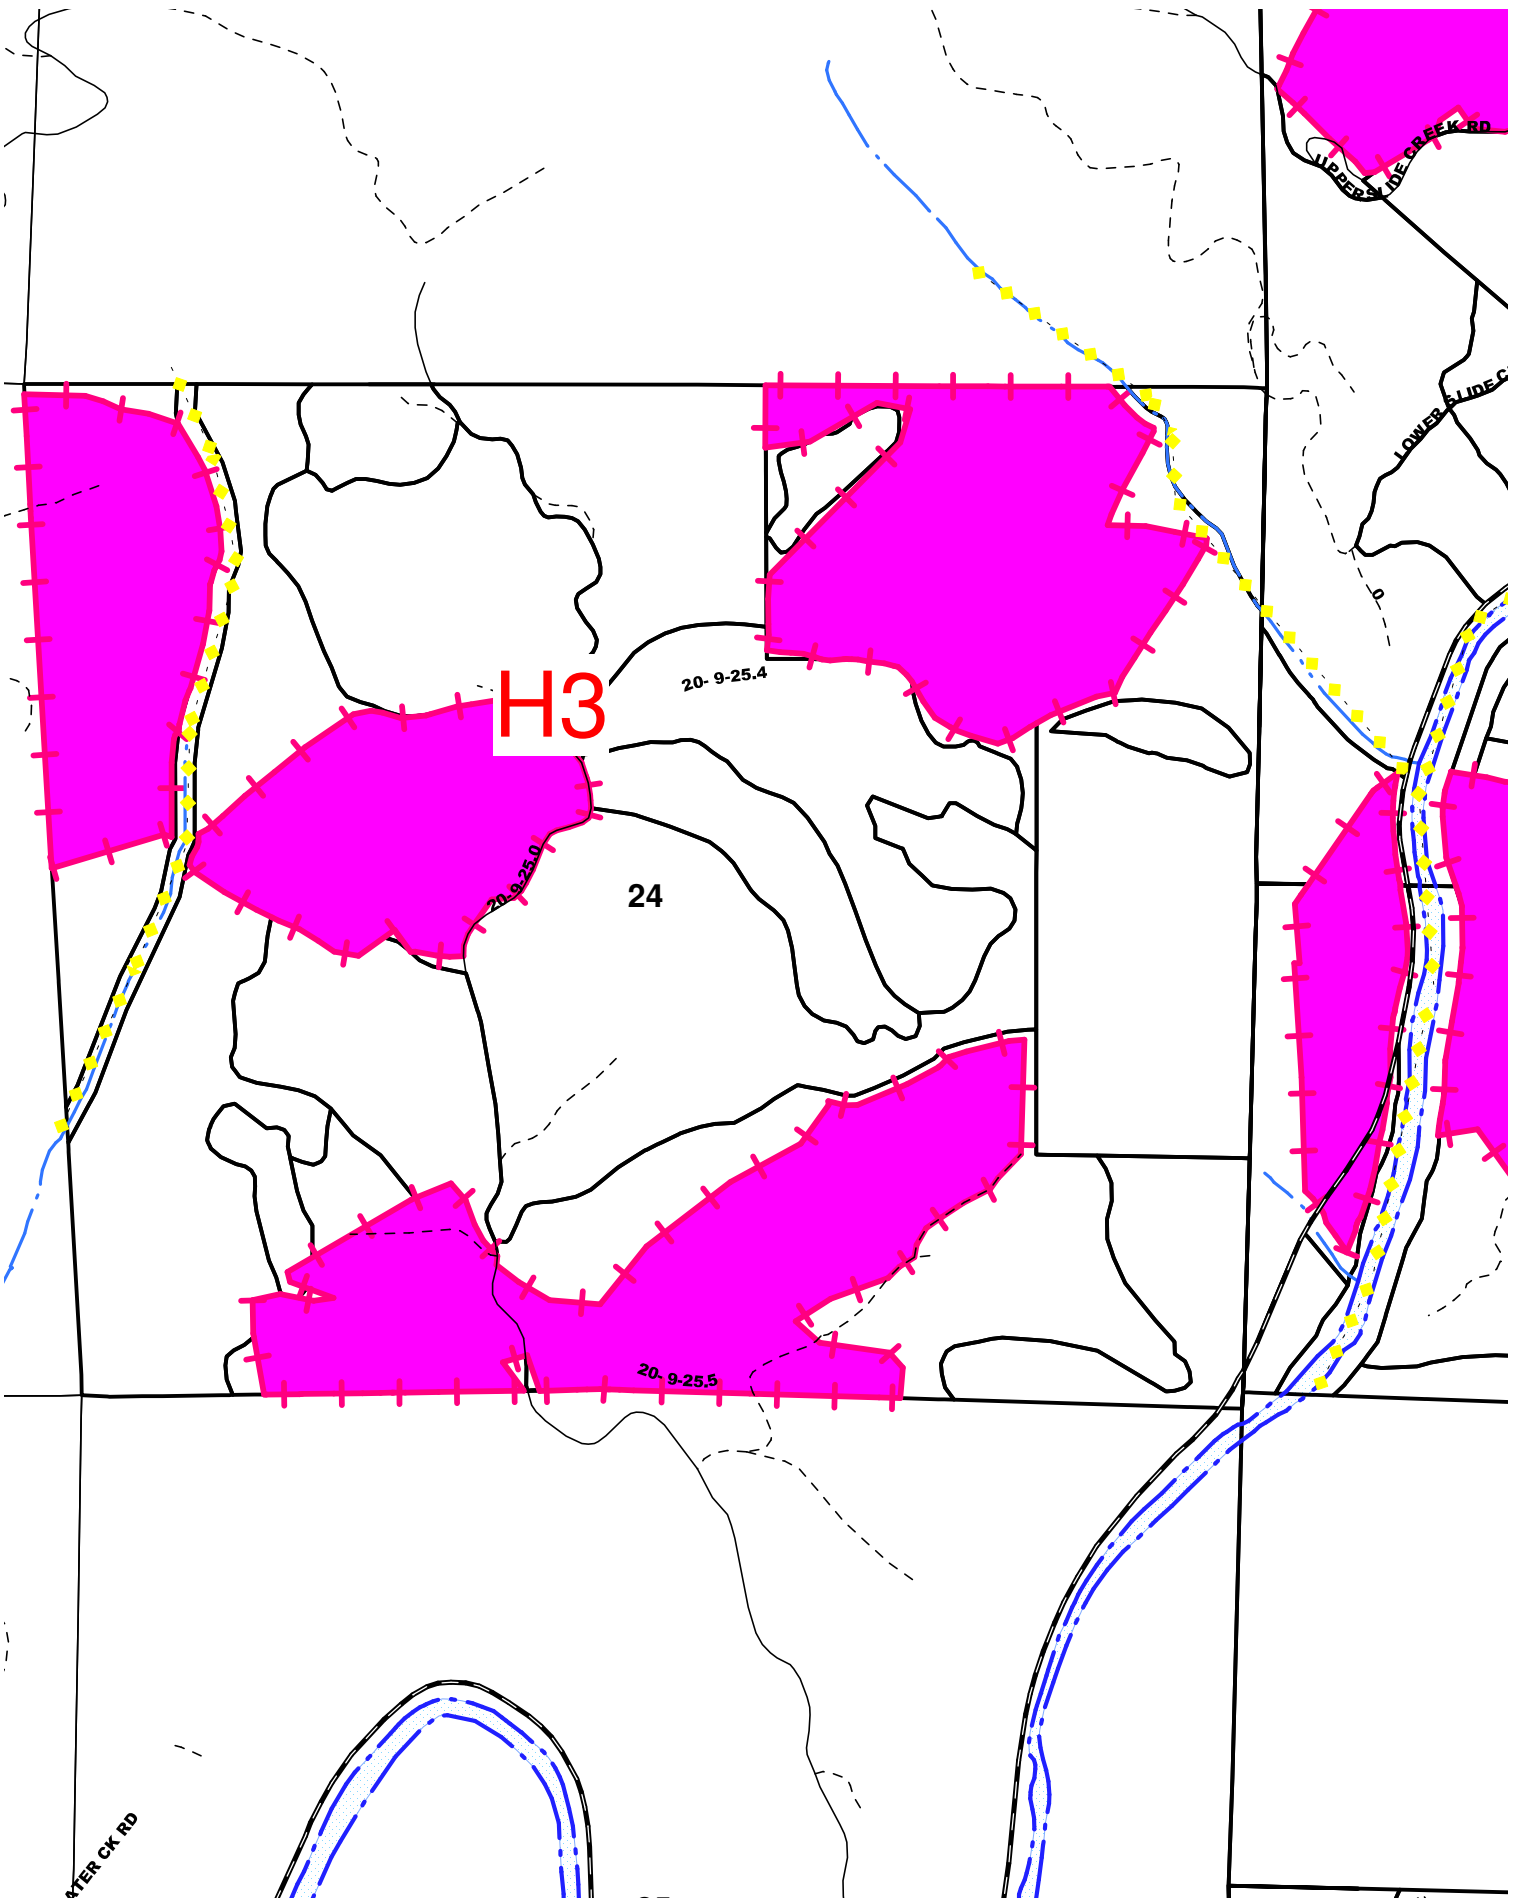 UPPER SLIDE CREEK RD
LOWER SLIDE C
0
H3
20- 9-25.4
20- 9-25.0
24
20- 9-25.5
ATER CK RD